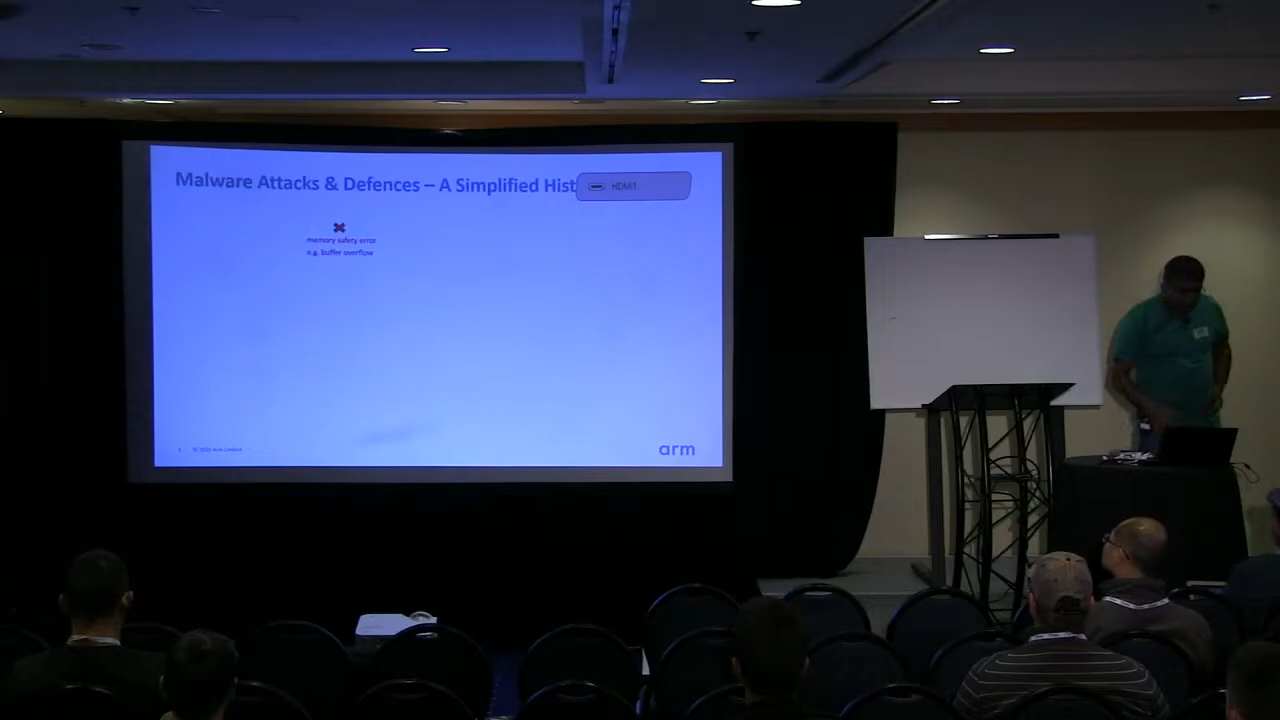 Malware Attacks & Defences – A Simplified Hist
HDMI1
memory safety error
e.g. buffer overflow
arm